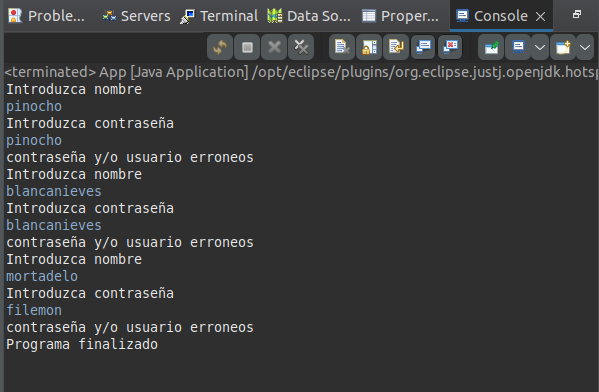 Proble... Servers Terminal Data So... Proper... Console
<terminated> App [Java Application] /opt/eclipse/plugins/org.eclipse.justj.openjdk.hotsp
Introduzca nombre
pinocho
Introduzca contraseña
pinocho
contraseña y/o usuario erroneos
Introduzca nombre
blancanieves
Introduzca contraseña
blancanieves
contraseña y/o usuario erroneos
Introduzca nombre
mortadelo
Introduzca contraseña
filemon
contraseña y/o usuario erroneos
Programa finalizado